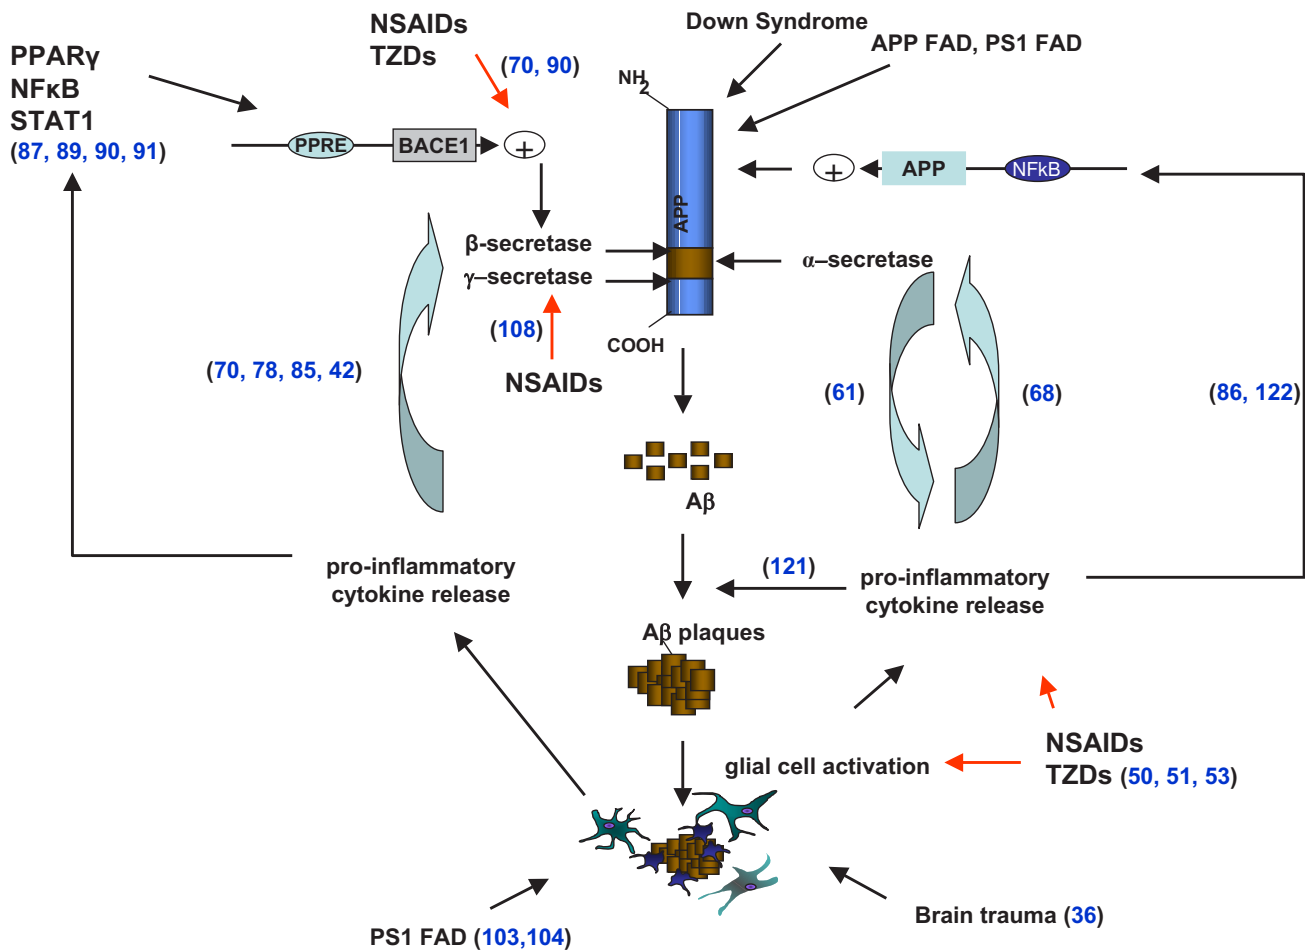 Down Syndrome
APP FAD, PS1 FAD
NSAIDs
TZDs
(70, 90)
PPARγ
NFκB
STAT1
(87, 89, 90, 91)
NH2
PPRE
BACE1
+
APP
+
APP
NFkB
β-secretase
γ–secretase
α–secretase
(108)
NSAIDs
COOH
(70, 78, 85, 42)
(61)
(68)
(86, 122)
Aβ
pro-inflammatory
cytokine release
(121)
pro-inflammatory
cytokine release
Aβ plaques
glial cell activation
NSAIDs
TZDs (50, 51, 53)
Brain trauma (36)
PS1 FAD (103,104)